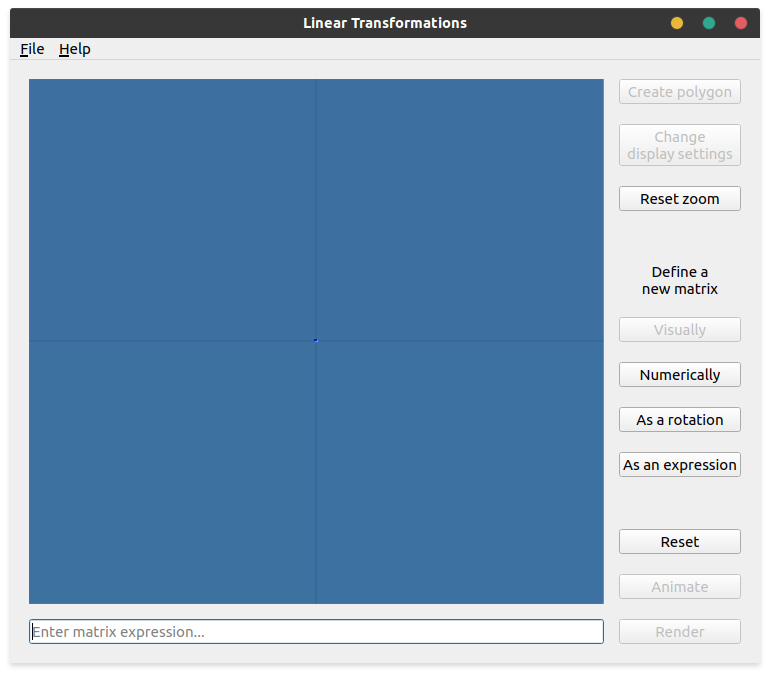 Linear Transformations
File Help
Create polygon
Change
display settings
Reset zoom
Define a
new matrix
Visually
Numerically
As a rotation
As an expression
Reset
Animate
Enter matrix expression...
Render